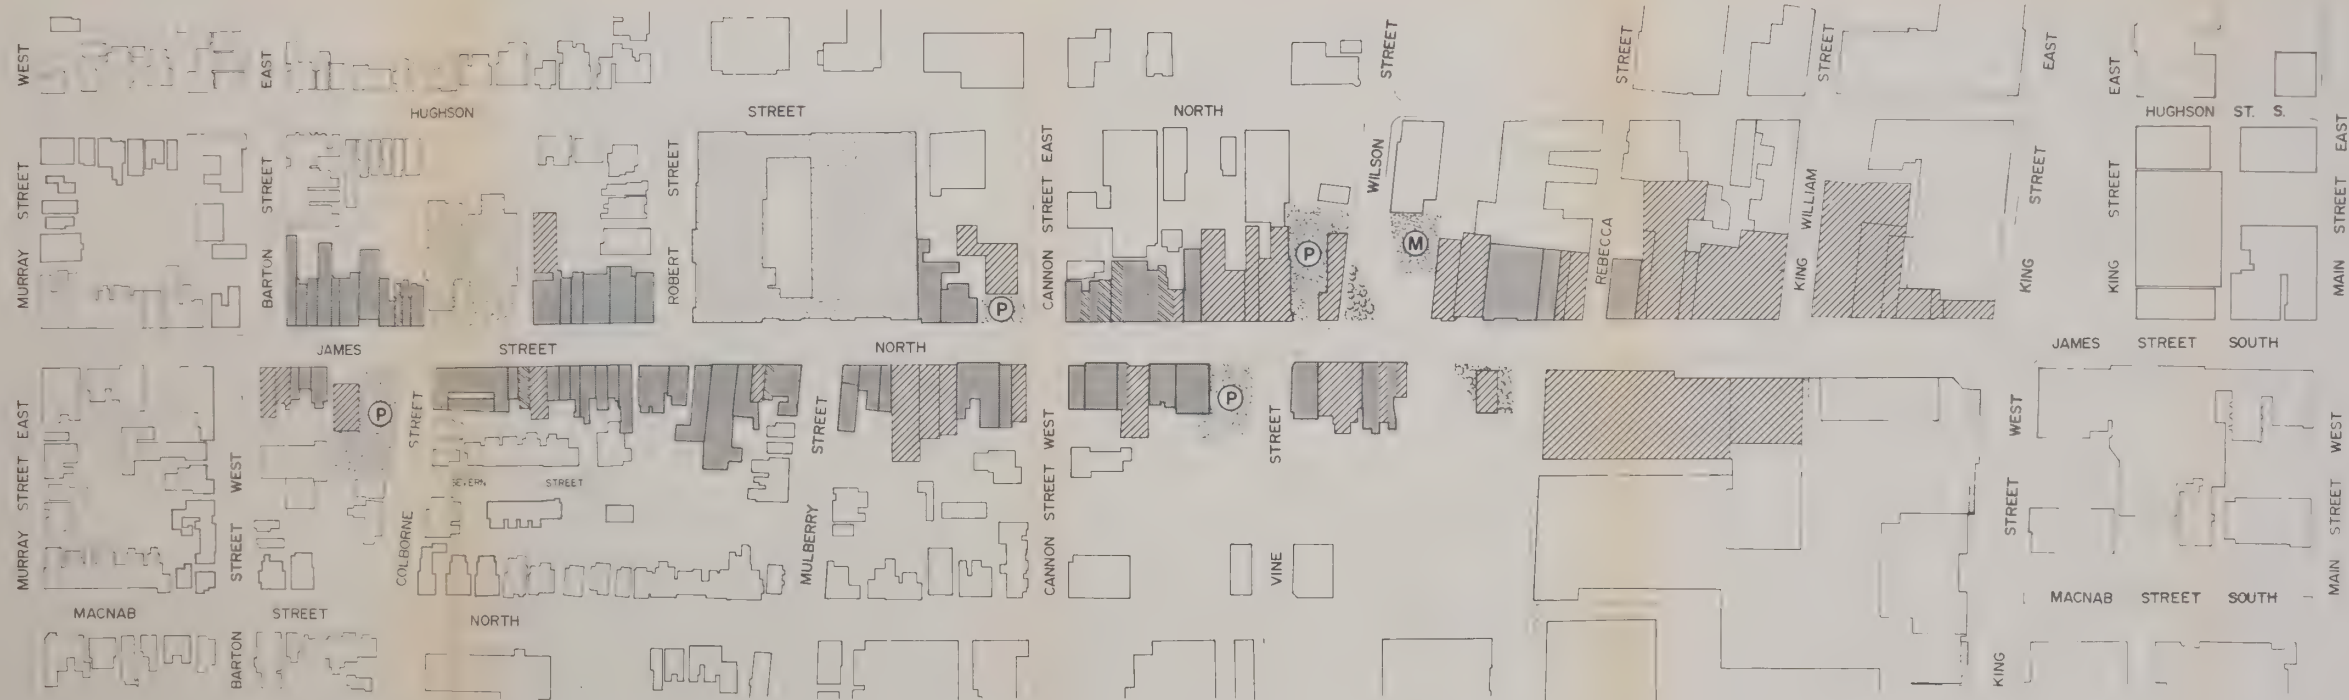 WEST
EAST
STREET
STREET
EAST
EAST
HUGHSON STREET NORTH
HUGHSON ST. S.
MURRAY STREET
BARTON STREET
ROBERT STREET
CANNON STREET EAST
WILSON STREET
REBECCA STREET
KING WILLIAM STREET
KING STREET EAST
KING STREET EAST
MAIN STREET EAST
P
P
M
JAMES STREET NORTH
JAMES STREET SOUTH
P
P
MURRAY STREET EAST
BARTON STREET WEST
COLBORNE STREET
SEVERN STREET
MULBERRY STREET
CANNON STREET WEST
VINE STREET
KING STREET WEST
MAIN STREET WEST
MACNAB STREET NORTH
MACNAB STREET SOUTH